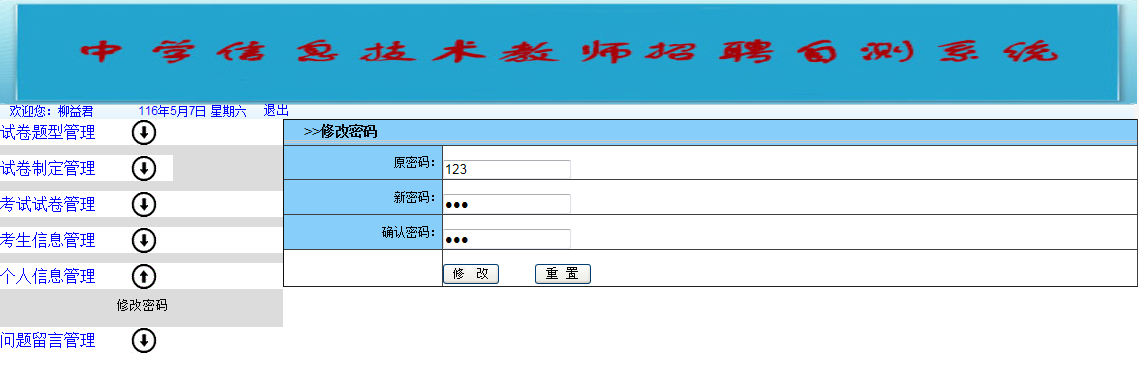 中学信息技术教师招聘自测系统
欢迎您：柳益君 116年5月7日 星期六 退出
试卷题型管理
试卷制定管理
考试试卷管理
考生信息管理
个人信息管理
修改密码
问题留言管理
>>修改密码
原密码： 123
新密码： ●●●
确认密码： ●●●
修 改 重 置